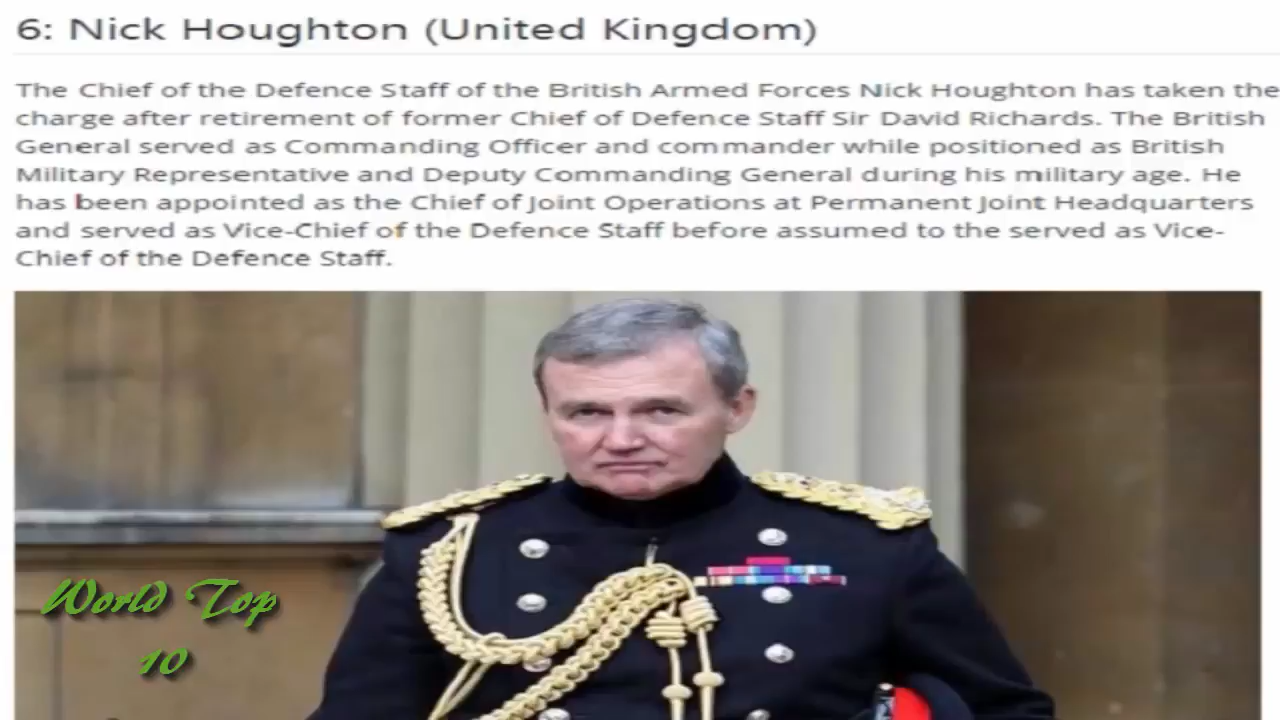 6: Nick Houghton (United Kingdom)
The Chief of the Defence Staff of the British Armed Forces Nick Houghton has taken the
charge after retirement of former Chief of Defence Staff Sir David Richards. The British
General served as Commanding Officer and commander while positioned as British
Military Representative and Deputy Commanding General during his military age. He
has been appointed as the Chief of Joint Operations at Permanent Joint Headquarters
and served as Vice-Chief of the Defence Staff before assumed to the served as Vice-
Chief of the Defence Staff.
World Top
10